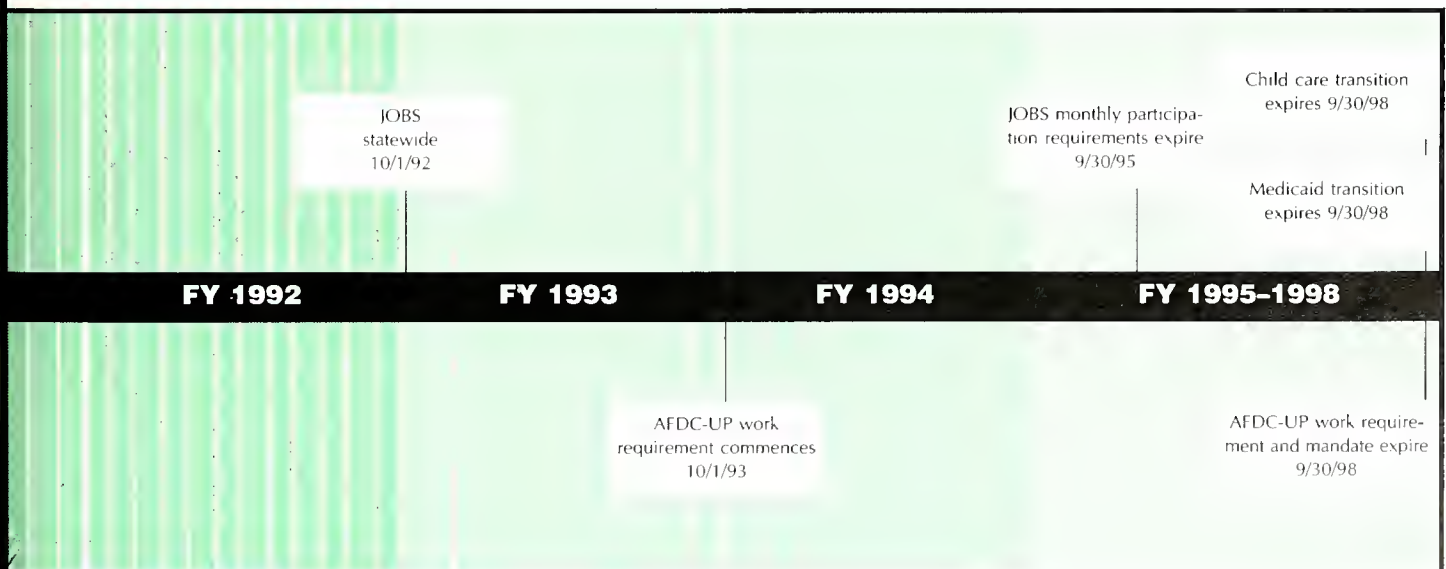 JOBS
statewide
10/1/92
JOBS monthly participa-
tion requirements expire
9/30/95
Child care transition
expires 9/30/98
Medicaid transition
expires 9/30/98
FY 1992
FY 1993
FY 1994
FY 1995–1998
AFDC-UP work
requirement commences
10/1/93
AFDC-UP work require-
ment and mandate expire
9/30/98